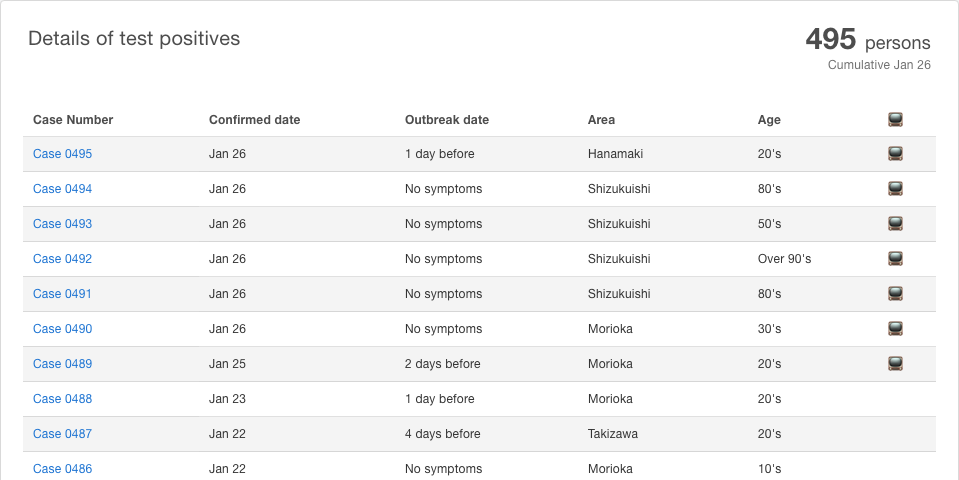 Details of test positives
495 persons
Cumulative Jan 26
Case Number Confirmed date Outbreak date Area Age
Case 0495 Jan 26 1 day before Hanamaki 20's
Case 0494 Jan 26 No symptoms Shizukuishi 80's
Case 0493 Jan 26 No symptoms Shizukuishi 50's
Case 0492 Jan 26 No symptoms Shizukuishi Over 90's
Case 0491 Jan 26 No symptoms Shizukuishi 80's
Case 0490 Jan 26 No symptoms Morioka 30's
Case 0489 Jan 25 2 days before Morioka 20's
Case 0488 Jan 23 1 day before Morioka 20's
Case 0487 Jan 22 4 days before Takizawa 20's
Case 0486 Jan 22 No symptoms Morioka 10's